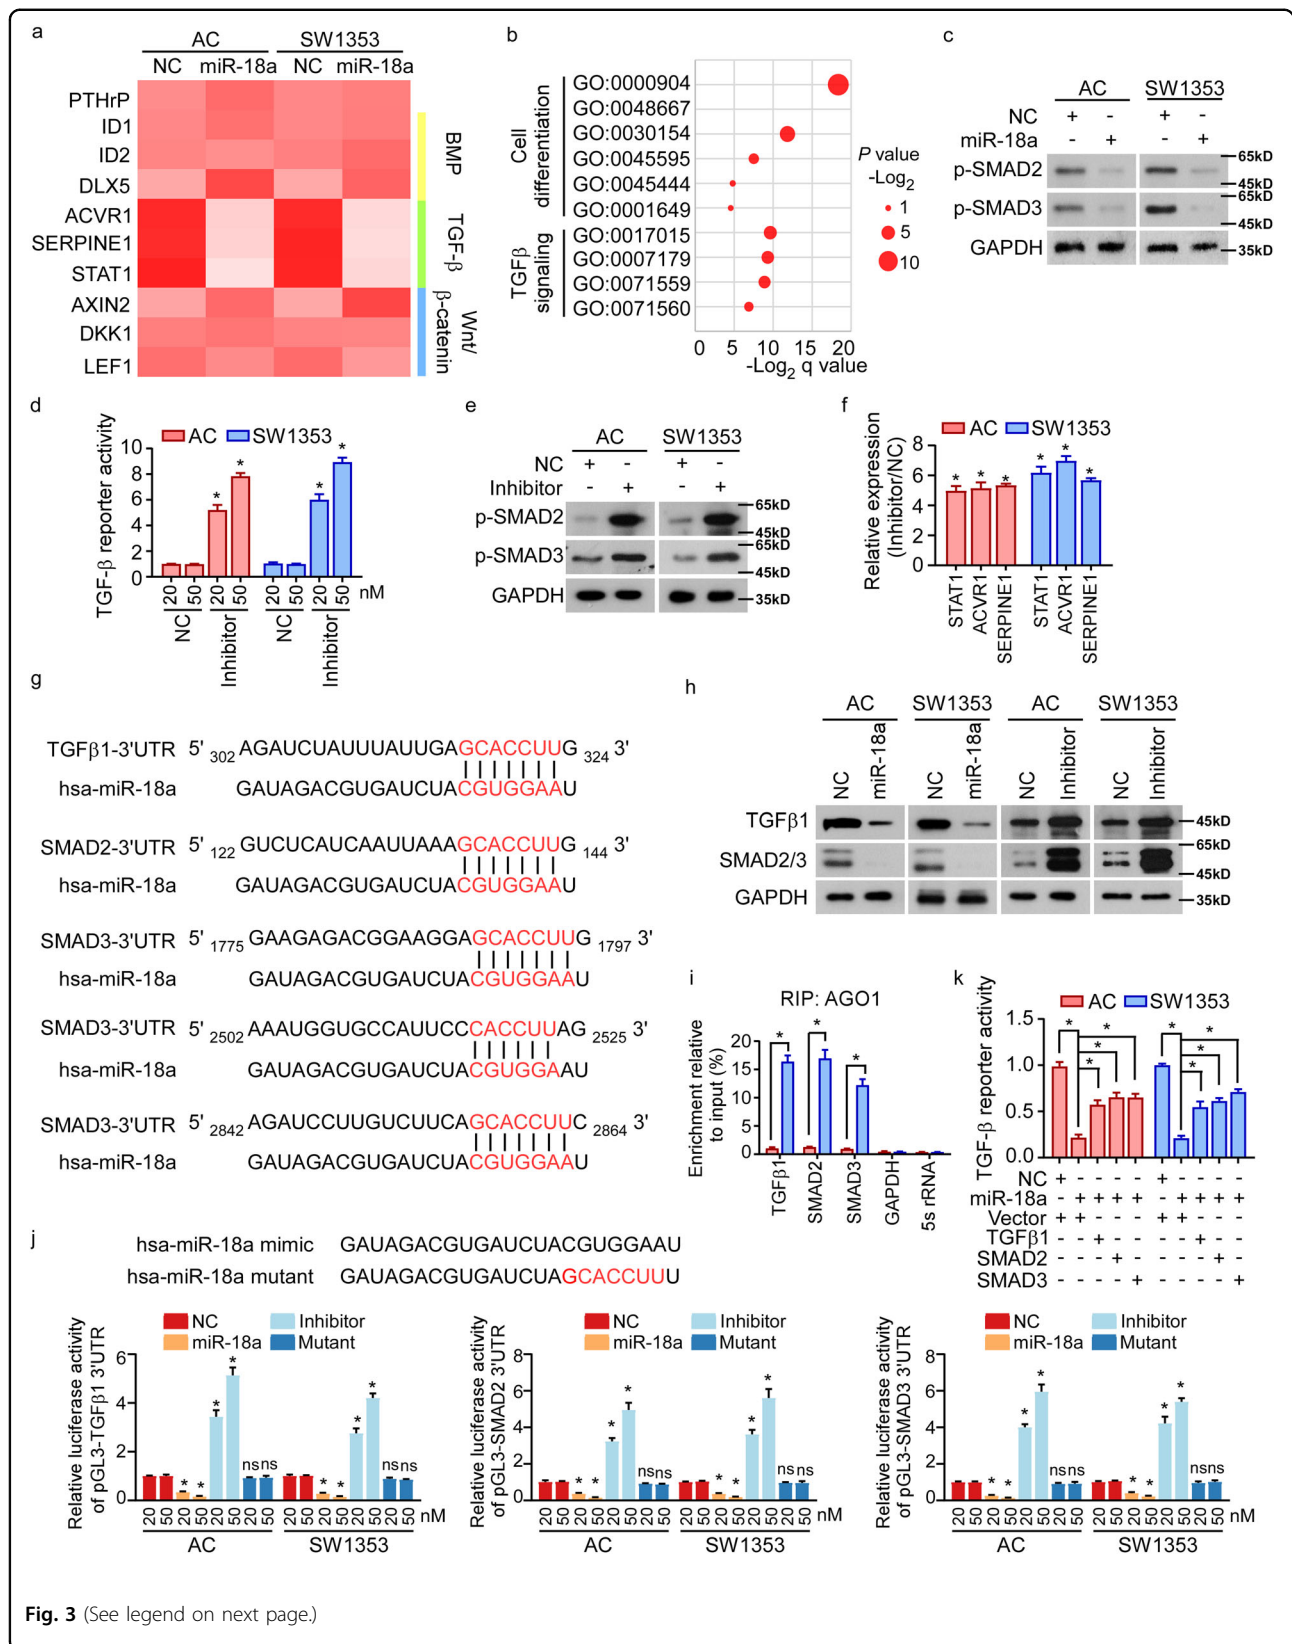 a
AC SW1353
NC miR-18a NC miR-18a
PTHrP
ID1
ID2
DLX5
ACVR1
SERPINE1
STAT1
AXIN2
DKK1
LEF1
BMP
TGF-β
Wnt/
β-catenin
b
Cell
differentiation
TGFβ
signaling
GO:0000904
GO:0048667
GO:0030154
GO:0045595
GO:0045444
GO:0001649
GO:0017015
GO:0007179
GO:0071559
GO:0071560
0 5 10 15 20
-Log2 q value
P value
-Log2
1
5
10
c
AC SW1353
NC + - + -
miR-18a - + - +
p-SMAD2 65kD
45kD
p-SMAD3 65kD
45kD
GAPDH 35kD
d
AC SW1353
TGF-β reporter activity
10
8
6
4
2
0
* * * *
20 50 20 50 20 50 20 50 nM
NC Inhibitor NC Inhibitor
e
AC SW1353
NC + - + -
Inhibitor - + - +
p-SMAD2 65kD
45kD
p-SMAD3 65kD
45kD
GAPDH 35kD
f
AC SW1353
Relative expression
(Inhibitor/NC)
8
6
4
2
0
* * * * * *
STAT1 ACVR1 SERPINE1 STAT1 ACVR1 SERPINE1
g
TGFβ1-3'UTR 5' 302 AGAUCUAUUUAUUGAGCACCUUG 324 3'
hsa-miR-18a GAUAGACGUGAUCUACGUGGAAU
SMAD2-3'UTR 5' 122 GUCUCAUCAAUUAAAGCACCUUG 144 3'
hsa-miR-18a GAUAGACGUGAUCUACGUGGAAU
SMAD3-3'UTR 5' 1775 GAAGAGACGGAAGGAGCACCUUG 1797 3'
hsa-miR-18a GAUAGACGUGAUCUACGUGGAAU
SMAD3-3'UTR 5' 2502 AAAUGGUGCCAUUCCCACCUUAG 2525 3'
hsa-miR-18a GAUAGACGUGAUCUACGUGGAAU
SMAD3-3'UTR 5' 2842 AGAUCCUUGUCUUCAGCACCUUC 2864 3'
hsa-miR-18a GAUAGACGUGAUCUACGUGGAAU
h
AC SW1353 AC SW1353
NC miR-18a NC miR-18a NC Inhibitor NC Inhibitor
TGFβ1 45kD
SMAD2/3 65kD
45kD
GAPDH 35kD
i
RIP: AGO1
Enrichment relative
to input (%)
20
15
10
5
0
* * *
TGFβ1 SMAD2 SMAD3 GAPDH 5s rRNA
k
AC SW1353
TGF-β reporter activity
1.5
1.0
0.5
0.0
* * * * * * * *
NC + - - - - + - - - -
miR-18a - + + + + - + + + +
Vector + + - - - + + - - -
TGFβ1 - - + - - - - + - -
SMAD2 - - - + - - - - + -
SMAD3 - - - - + - - - - +
j
hsa-miR-18a mimic GAUAGACGUGAUCUACGUGGAAU
hsa-miR-18a mutant GAUAGACGUGAUCUAGCACCUUU
NC Inhibitor
miR-18a Mutant
Relative luciferase activity
of pGL3-TGFβ1 3'UTR
6
4
2
0
* * * * ns ns * * * * ns ns
20 50 20 50 20 50 20 50 20 50 20 50 20 50 20 50 nM
AC SW1353
NC Inhibitor
miR-18a Mutant
Relative luciferase activity
of pGL3-SMAD2 3'UTR
8
6
4
2
0
* * * * ns ns * * * * ns ns
20 50 20 50 20 50 20 50 20 50 20 50 20 50 20 50 nM
AC SW1353
NC Inhibitor
miR-18a Mutant
Relative luciferase activity
of pGL3-SMAD3 3'UTR
8
6
4
2
0
* * * * ns ns * * * * ns ns
20 50 20 50 20 50 20 50 20 50 20 50 20 50 20 50 nM
AC SW1353
Fig. 3 (See legend on next page.)